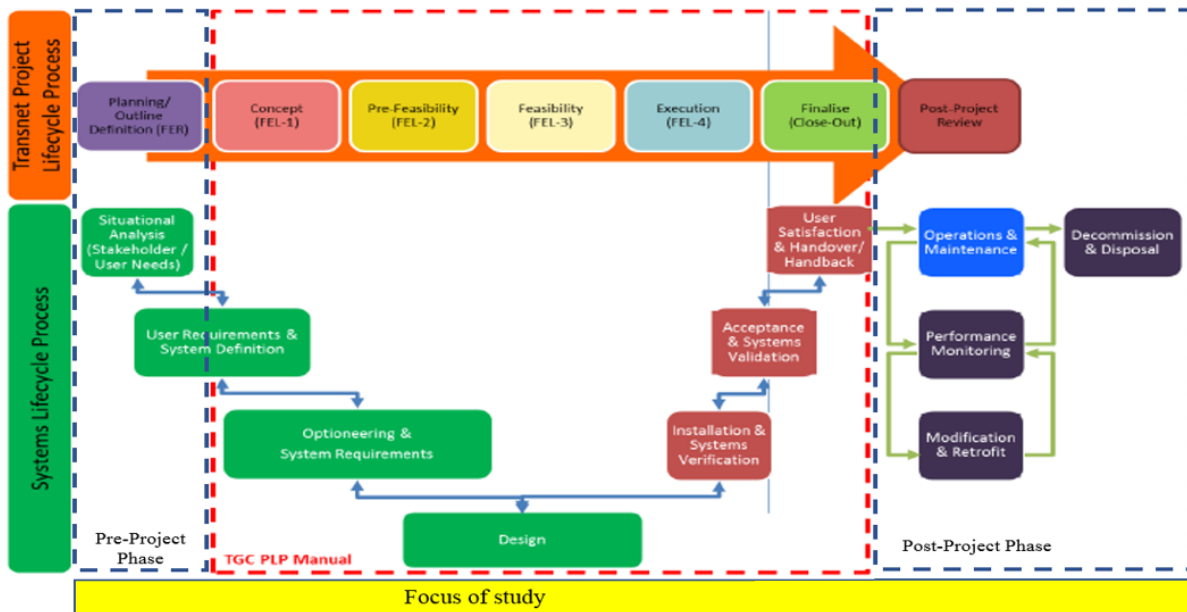 Transnet Project
Lifecycle Process
Planning/
Outline
Definition (FER)
Concept
(FEL-1)
Pre-Feasibility
(FEL-2)
Feasibility
(FEL-3)
Execution
(FEL-4)
Finalise
(Close-Out)
Post-Project
Review
Systems Lifecycle Process
Situational
Analysis
(Stakeholder /
User Needs)
User Requirements &
System Definition
Optioneering &
System Requirements
Design
Installation &
Systems
Verification
Acceptance
& Systems
Validation
User
Satisfaction
& Handover/
Handback
Operations &
Maintenance
Decommission
& Disposal
Performance
Monitoring
Modification
& Retrofit
Pre-Project
Phase
TGC PLP Manual
Post-Project Phase
Focus of study